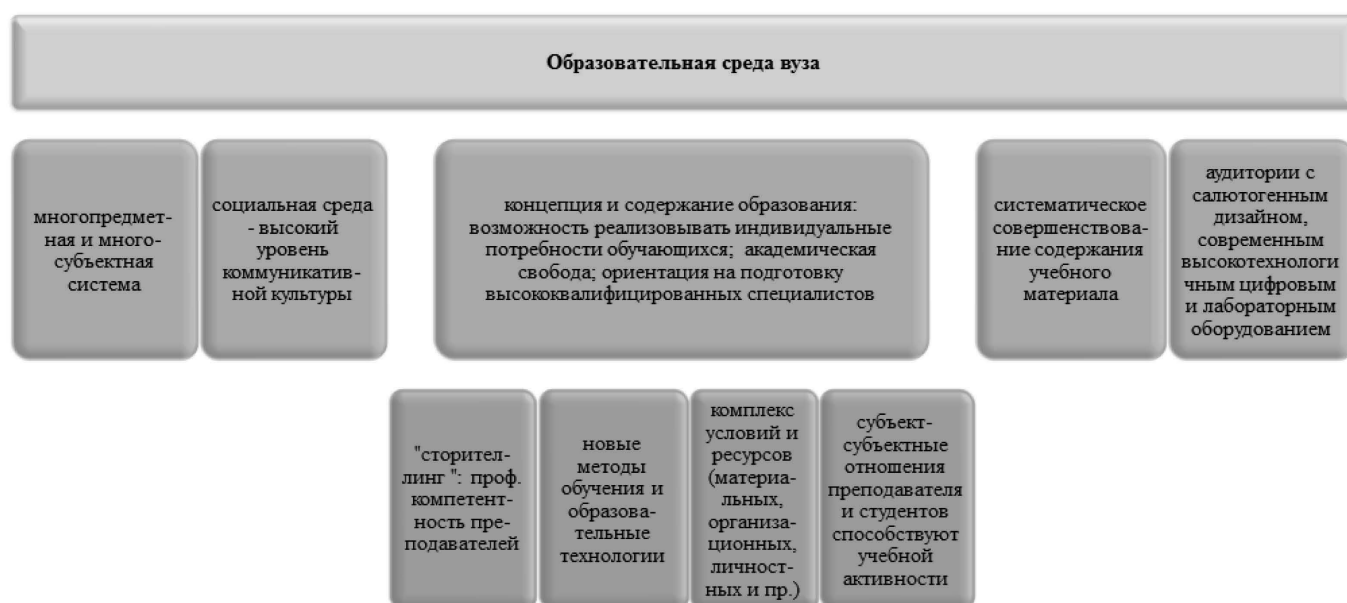 Образовательная среда вуза
многопредмет-
ная и много-
субъектная
система
социальная среда
- высокий
уровень
коммуникатив-
ной культуры
концепция и содержание образования:
возможность реализовывать индивидуальные
потребности обучающихся; академическая
свобода; ориентация на подготовку
высококвалифицированных специалистов
систематическое
совершенствова-
ние содержания
учебного
материала
аудитории с
салютогенным
дизайном,
современным
высокотехнологи
чным цифровым
и лабораторным
оборудованием
"сторител-
линг ": проф.
компетент-
ность пре-
подавателей
новые
методы
обучения и
образова-
тельные
технологии
комплекс
условий и
ресурсов
(материа-
льных,
организа-
ционных,
личност-
ных и пр.)
субъект-
субъектные
отношения
преподавателя
и студентов
способствуют
учебной
активности